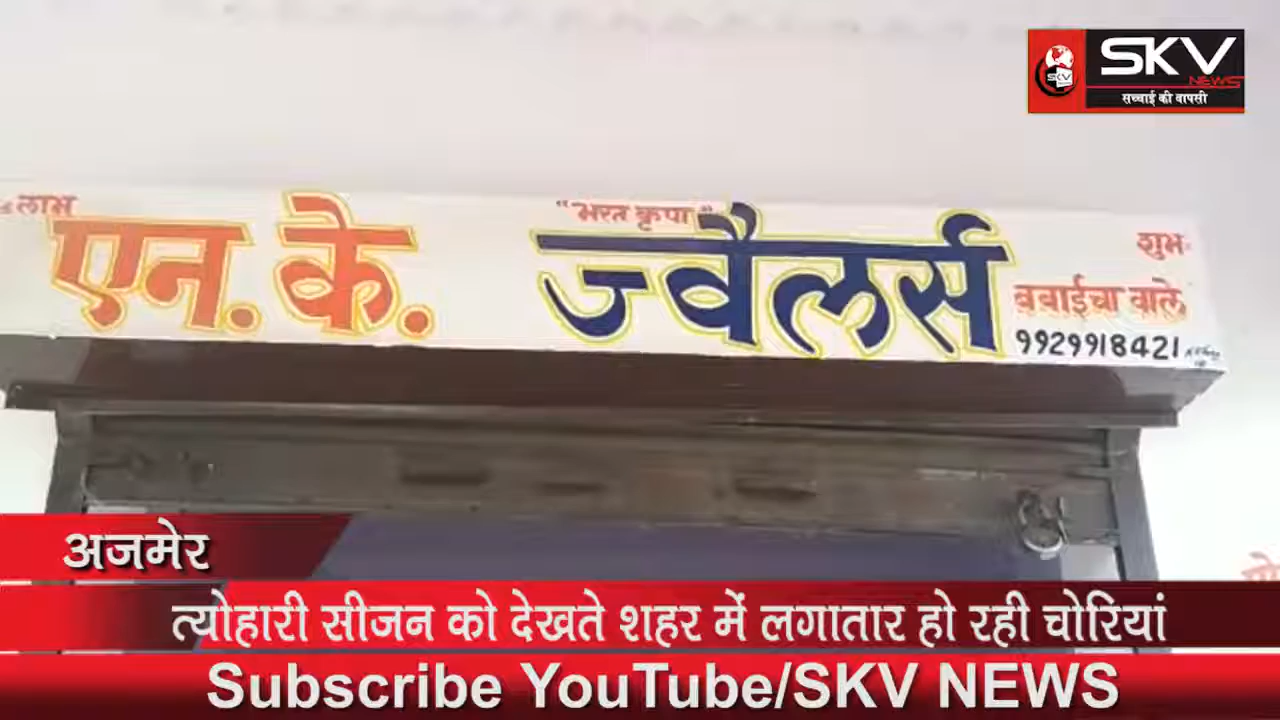 SKV
NEWS
सच्चाई की वापसी
लाभ
"भरत कृपा"
शुभ
एन.के. ज्वैलर्स
बबाईचा वाले
9929918421
अजमेर
त्योहारी सीजन को देखते शहर में लगातार हो रही चोरियां
Subscribe YouTube/SKV NEWS